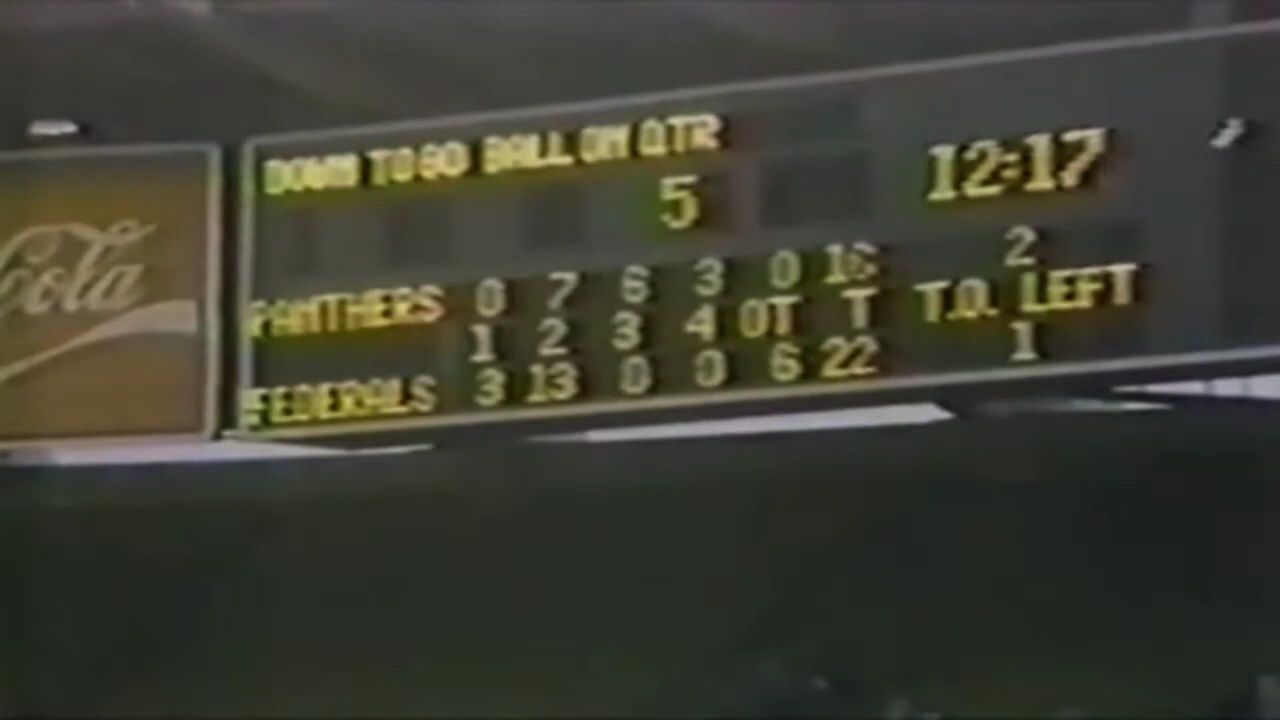 DOWN TO GO BALL ON QTR
12:17
5
Cola
PANTHERS 0 7 6 3 0 16 2
1 2 3 4 OT T T.O. LEFT
FEDERALS 3 13 0 0 6 22 1